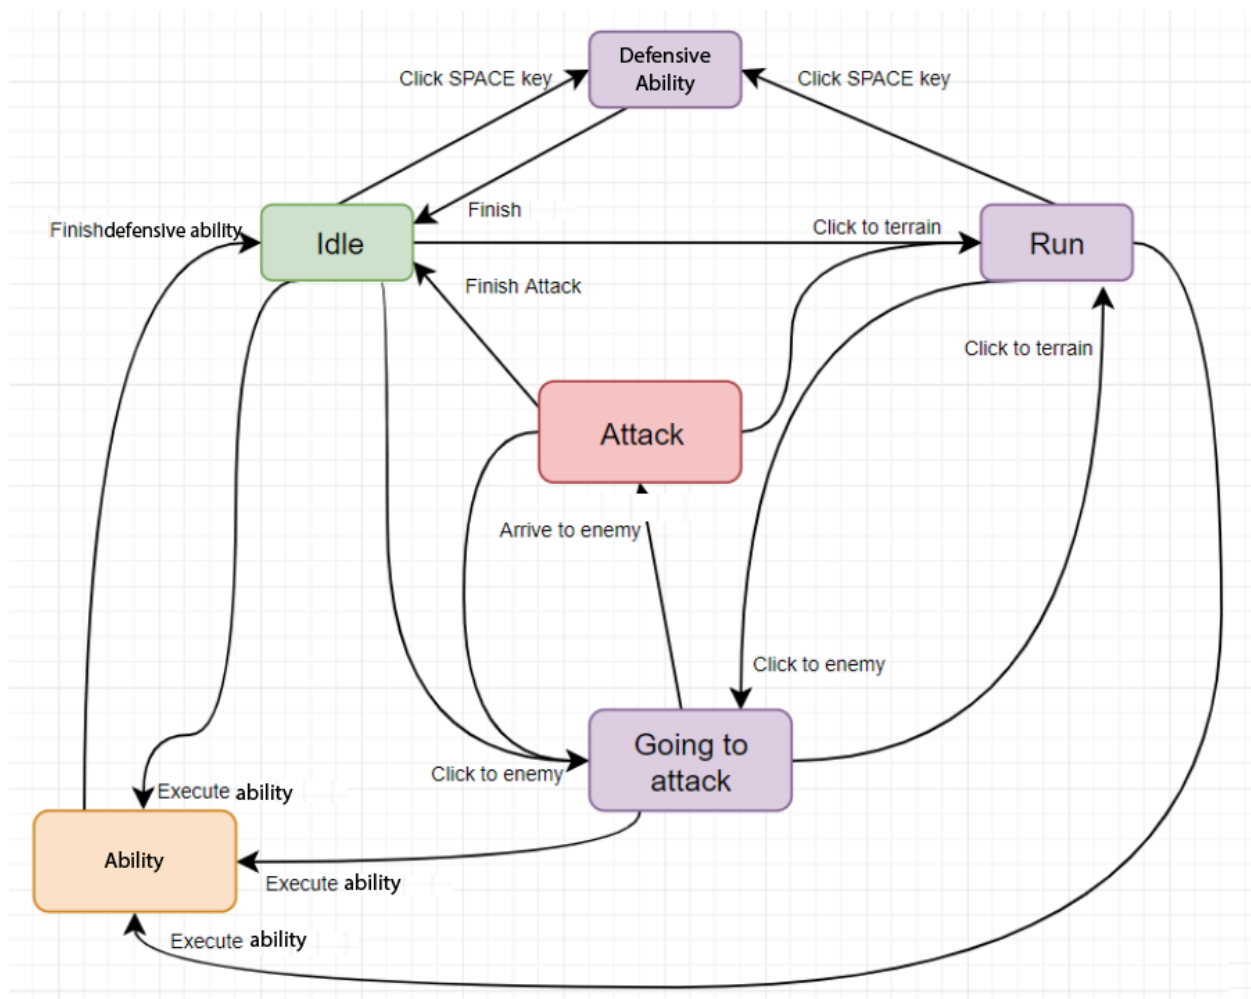 Defensive
Ability
Click SPACE key
Click SPACE key
Finishdefensive ability
Idle
Finish
Click to terrain
Run
Finish Attack
Click to terrain
Attack
Arrive to enemy
Click to enemy
Going to
attack
Click to enemy
Execute ability
Ability
Execute ability
Execute ability